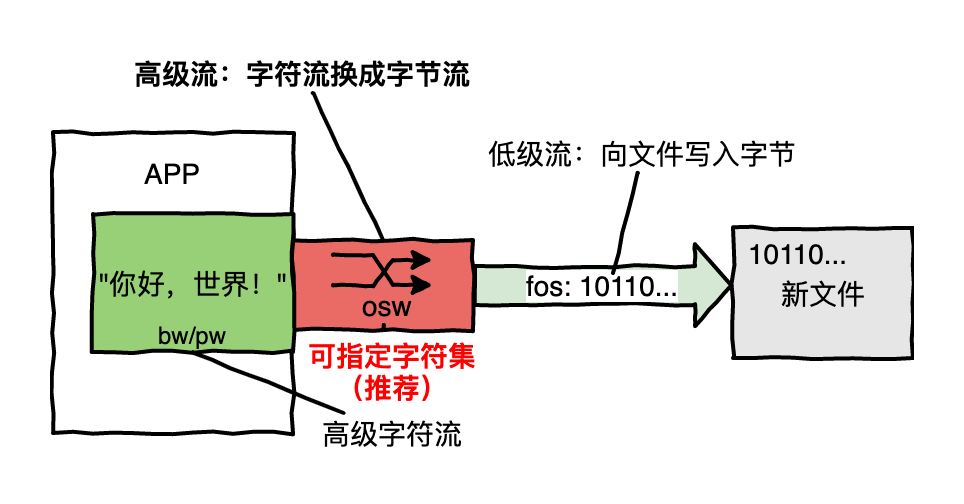 高级流：字符流换成字节流
低级流：向文件写入字节
APP
"你好，世界！"
bw/pw
osw
fos: 10110...
10110...
新文件
可指定字符集
（推荐）
高级字符流